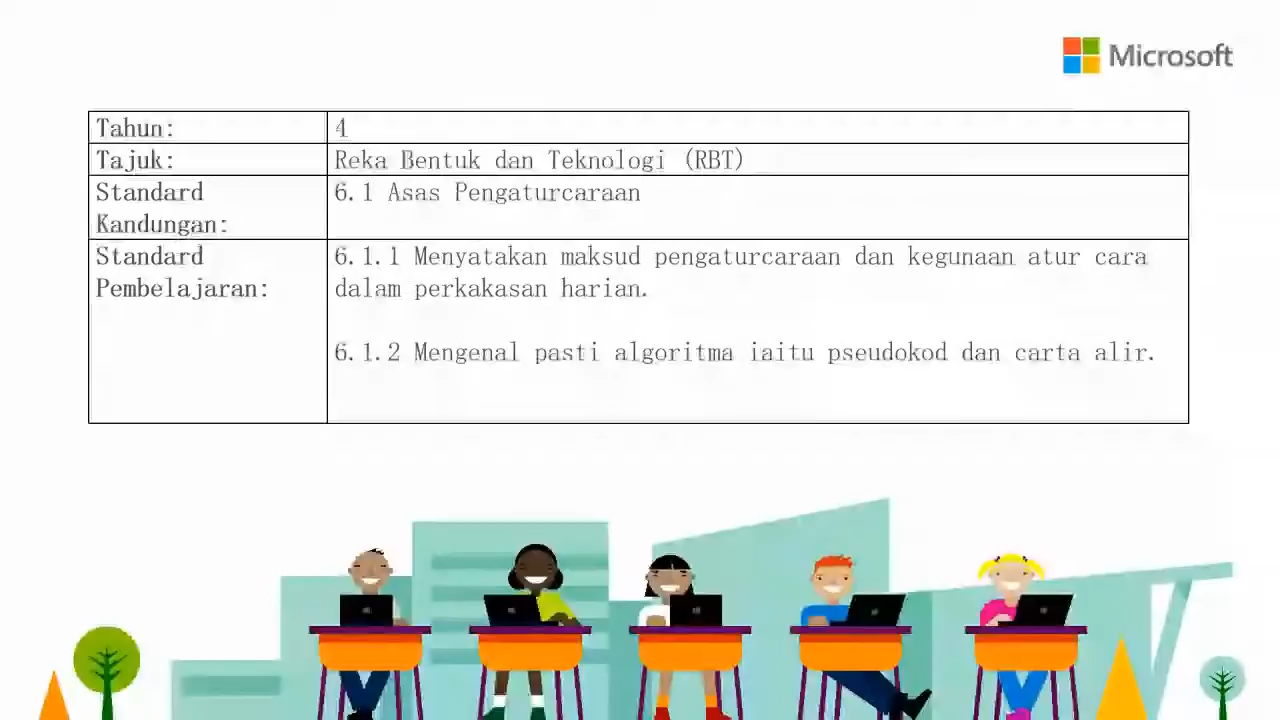 Microsoft
Tahun: 4
Tajuk: Reka Bentuk dan Teknologi (RBT)
Standard Kandungan: 6.1 Asas Pengaturcaraan
Standard Pembelajaran: 6.1.1 Menyatakan maksud pengaturcaraan dan kegunaan atur cara
dalam perkakasan harian.
6.1.2 Mengenal pasti algoritma iaitu pseudokod dan carta alir.